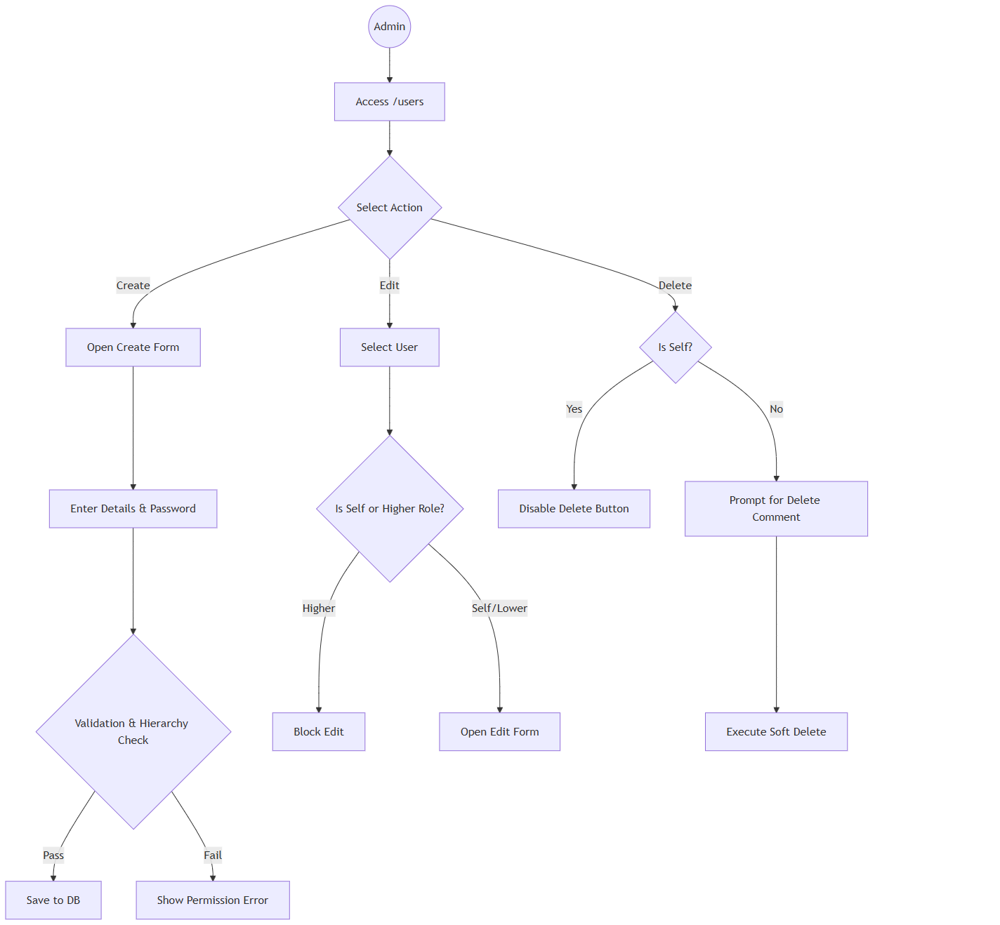 Admin
Access /users
Select Action
Create
Edit
Delete
Open Create Form
Select User
Is Self?
Yes
No
Enter Details & Password
Is Self or Higher Role?
Disable Delete Button
Prompt for Delete
Comment
Higher
Self/Lower
Validation & Hierarchy
Check
Block Edit
Open Edit Form
Execute Soft Delete
Pass
Fail
Save to DB
Show Permission Error